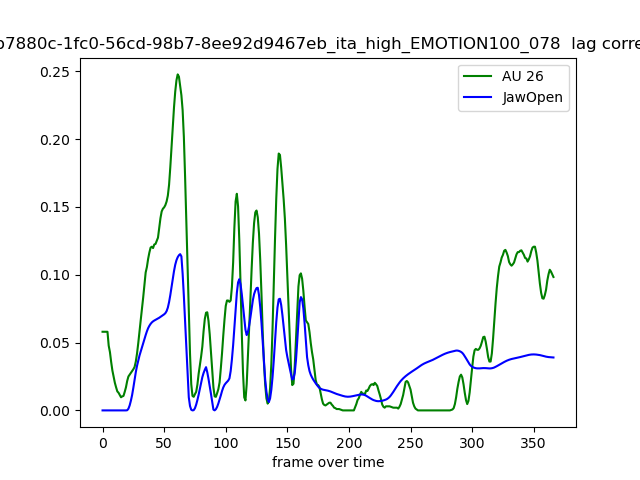 b7880c-1fc0-56cd-98b7-8ee92d9467eb_ita_high_EMOTION100_078 lag corre
AU 26
JawOpen
0.25
0.20
0.15
0.10
0.05
0.00
0 50 100 150 200 250 300 350
frame over time